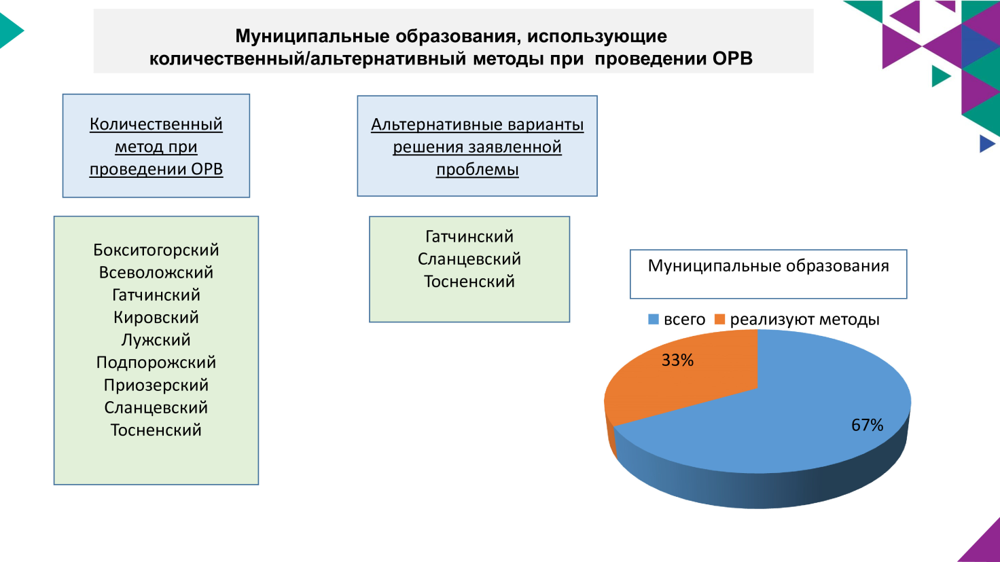 Муниципальные образования, использующие
количественный/альтернативный методы при проведении ОРВ
Количественный
метод при
проведении ОРВ
Альтернативные варианты
решения заявленной
проблемы
Бокситогорский
Всеволожский
Гатчинский
Кировский
Лужский
Подпорожский
Приозерский
Сланцевский
Тосненский
Гатчинский
Сланцевский
Тосненский
Муниципальные образования
всего реализуют методы
33%
67%